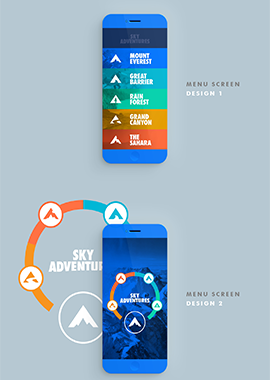 SKY
ADVENTURES
MOUNT
EVEREST
GREAT
BARRIER
RAIN
FOREST
GRAND
CANYON
THE
SAHARA
MENU SCREEN
DESIGN 1
SKY
ADVENTURES
SKY
ADVENTURES
MENU SCREEN
DESIGN 2